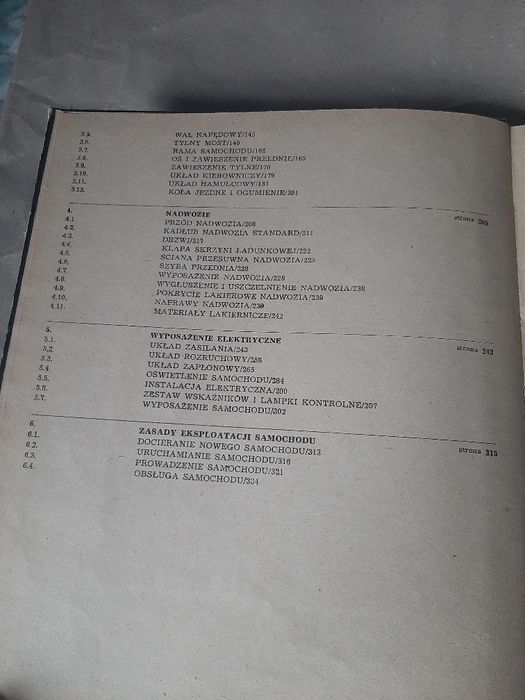 3.5. WAŁ NAPĘDOWY/145
3.6. TYLNY MOST/149
3.7. RAMA SAMOCHODU/162
3.8. OŚ I ZAWIESZENIE PRZEDNIE/165
3.9. ZAWIESZENIE TYLNE/170
3.10. UKŁAD KIEROWNICZY/179
3.11. UKŁAD HAMULCOWY/187
3.12. KOŁA JEZDNE I OGUMIENIE/201
4. NADWOZIE strona 208
4.1. PRZÓD NADWOZIA/208
4.2. KADŁUB NADWOZIA STANDARD/211
4.3. DRZWI/217
4.4. KLAPA SKRZYNI ŁADUNKOWEJ/222
4.5. ŚCIANA PRZESUWNA NADWOZIA/225
4.6. SZYBA PRZEDNIA/228
4.7. WYPOSAŻENIE NADWOZIA/228
4.8. WYGŁUSZENIE I USZCZELNIENIE NADWOZIA/238
4.9. POKRYCIE LAKIEROWE NADWOZIA/239
4.10. NAPRAWY NADWOZIA/239
4.11. MATERIAŁY LAKIERNICZE/242
5. WYPOSAŻENIE ELEKTRYCZNE strona 243
5.1. UKŁAD ZASILANIA/243
5.2. UKŁAD ROZRUCHOWY/258
5.3. UKŁAD ZAPŁONOWY/265
5.4. OŚWIETLENIE SAMOCHODU/284
5.5. INSTALACJA ELEKTRYCZNA/290
5.6. ZESTAW WSKAŹNIKÓW I LAMPKI KONTROLNE/297
5.7. WYPOSAŻENIE SAMOCHODU/302
6. ZASADY EKSPLOATACJI SAMOCHODU strona 313
6.1. DOCIERANIE NOWEGO SAMOCHODU/313
6.2. URUCHAMIANIE SAMOCHODU/316
6.3. PROWADZENIE SAMOCHODU/321
6.4. OBSŁUGA SAMOCHODU/334